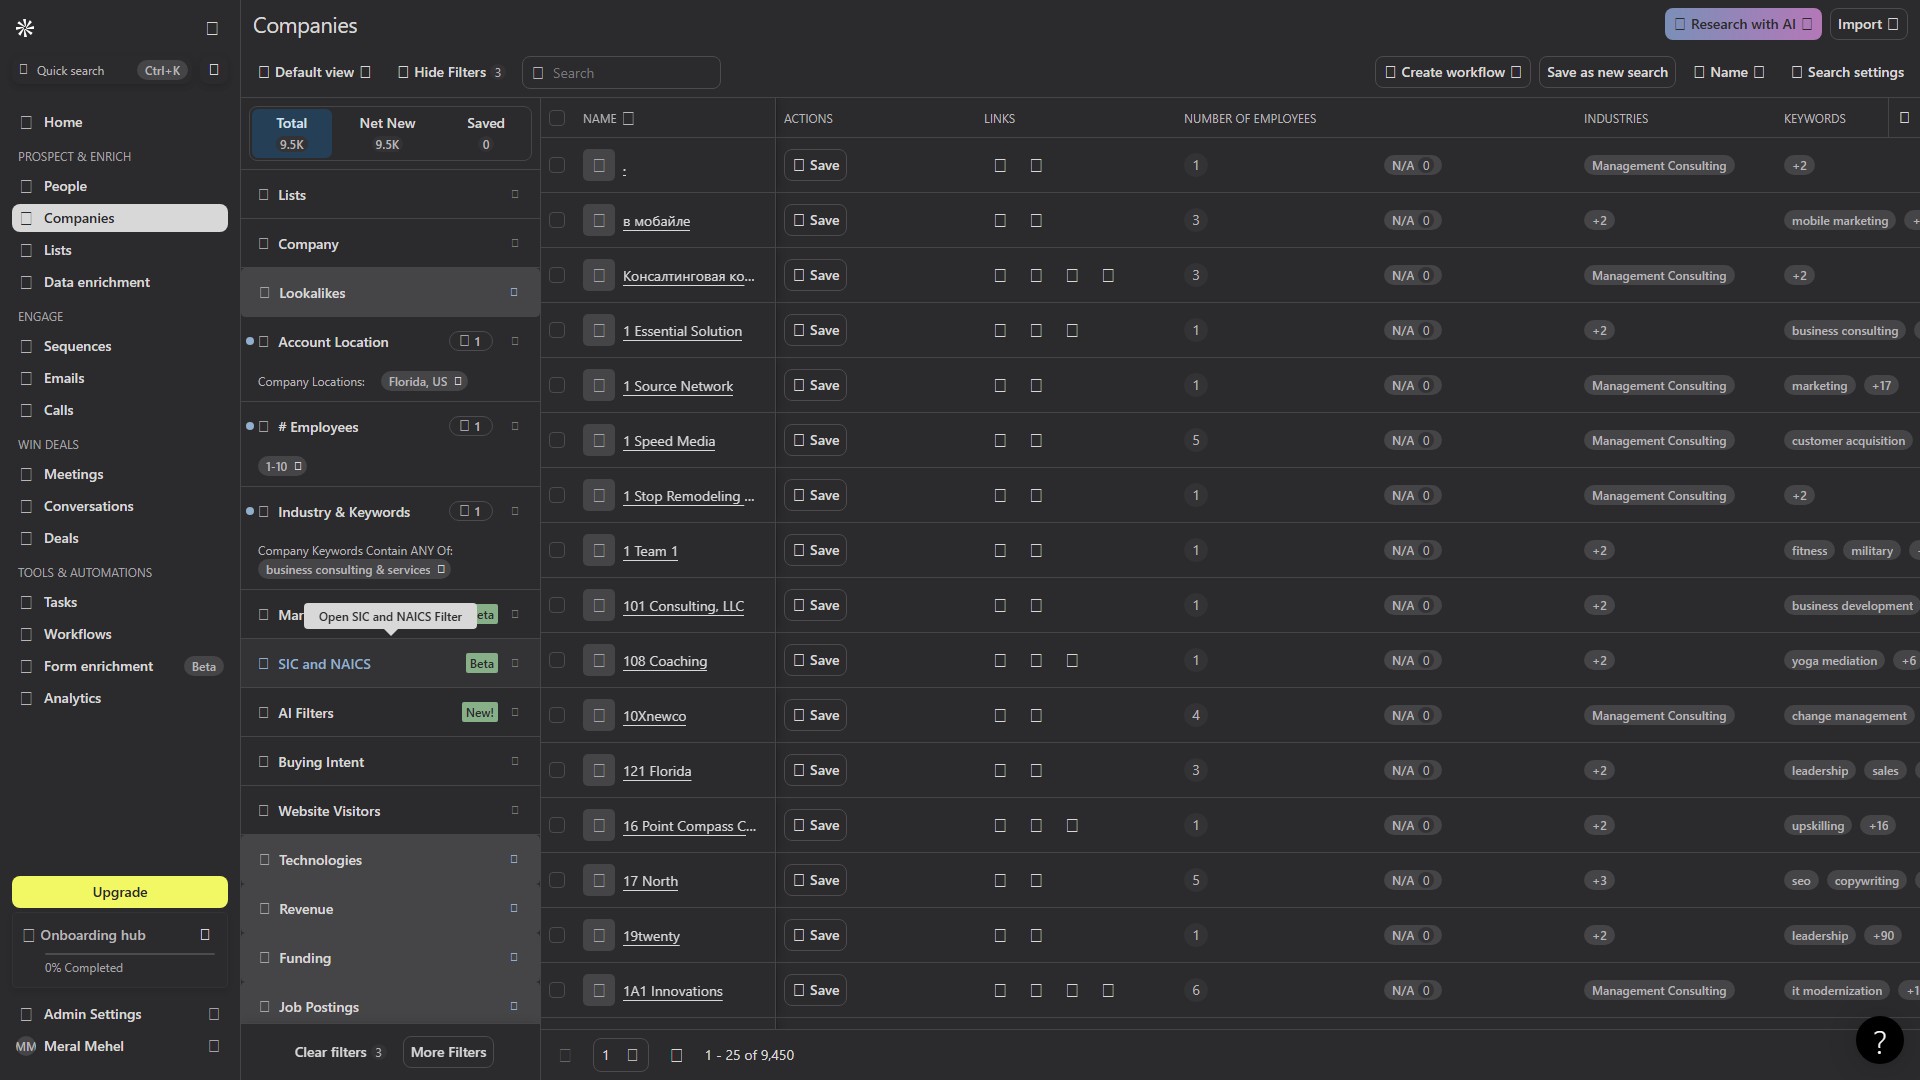 Quick search
Ctrl+K
Home
PROSPECT & ENRICH
People
Companies
Lists
Data enrichment
ENGAGE
Sequences
Emails
Calls
WIN DEALS
Meetings
Conversations
Deals
TOOLS & AUTOMATIONS
Tasks
Workflows
Form enrichment Beta
Analytics
Upgrade
Onboarding hub
0% Completed
Admin Settings
MM Meral Mehel
Companies
Research with AI
Import
Default view
Hide Filters 3
Search
Create workflow
Save as new search
Name
Search settings
Total 9.5K
Net New 9.5K
Saved 0
Lists
Company
Lookalikes
Account Location 1
Company Locations: Florida, US
# Employees 1
1-10
Industry & Keywords 1
Company Keywords Contain ANY Of:
business consulting & services
Open SIC and NAICS Filter
SIC and NAICS Beta
AI Filters New!
Buying Intent
Website Visitors
Technologies
Revenue
Funding
Job Postings
Clear filters 3
More Filters
NAME ACTIONS LINKS NUMBER OF EMPLOYEES INDUSTRIES KEYWORDS
. Save 1 N/A 0 Management Consulting +2
в мобайле Save 3 N/A 0 +2 mobile marketing
Консалтинговая ко... Save 3 N/A 0 Management Consulting +2
1 Essential Solution Save 1 N/A 0 +2 business consulting
1 Source Network Save 1 N/A 0 Management Consulting marketing +17
1 Speed Media Save 5 N/A 0 Management Consulting customer acquisition
1 Stop Remodeling ... Save 1 N/A 0 Management Consulting +2
1 Team 1 Save 1 N/A 0 +2 fitness military
101 Consulting, LLC Save 1 N/A 0 +2 business development
108 Coaching Save 1 N/A 0 +2 yoga mediation +6
10Xnewco Save 4 N/A 0 Management Consulting change management
121 Florida Save 3 N/A 0 +2 leadership sales
16 Point Compass C... Save 1 N/A 0 +2 upskilling +16
17 North Save 5 N/A 0 +3 seo copywriting
19twenty Save 1 N/A 0 +2 leadership +90
1A1 Innovations Save 6 N/A 0 Management Consulting it modernization
1
1 - 25 of 9,450
?